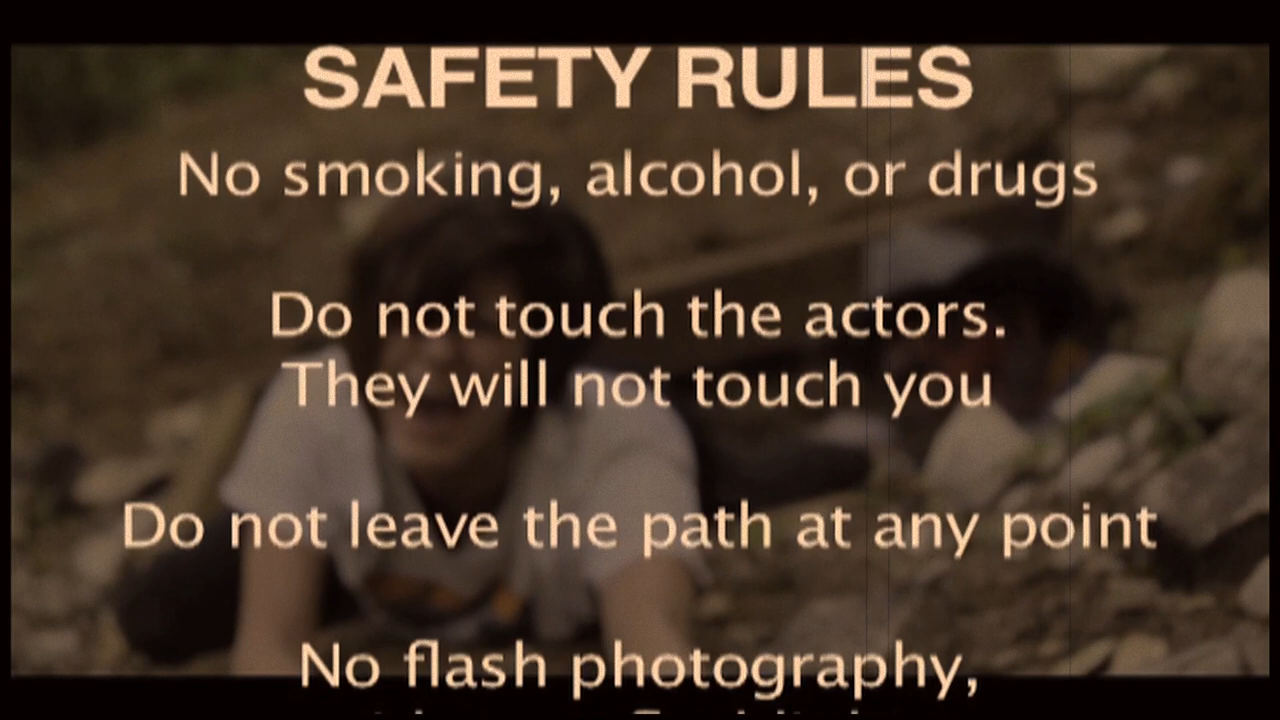 SAFETY RULES
No smoking, alcohol, or drugs
Do not touch the actors.
They will not touch you
Do not leave the path at any point
No flash photography,